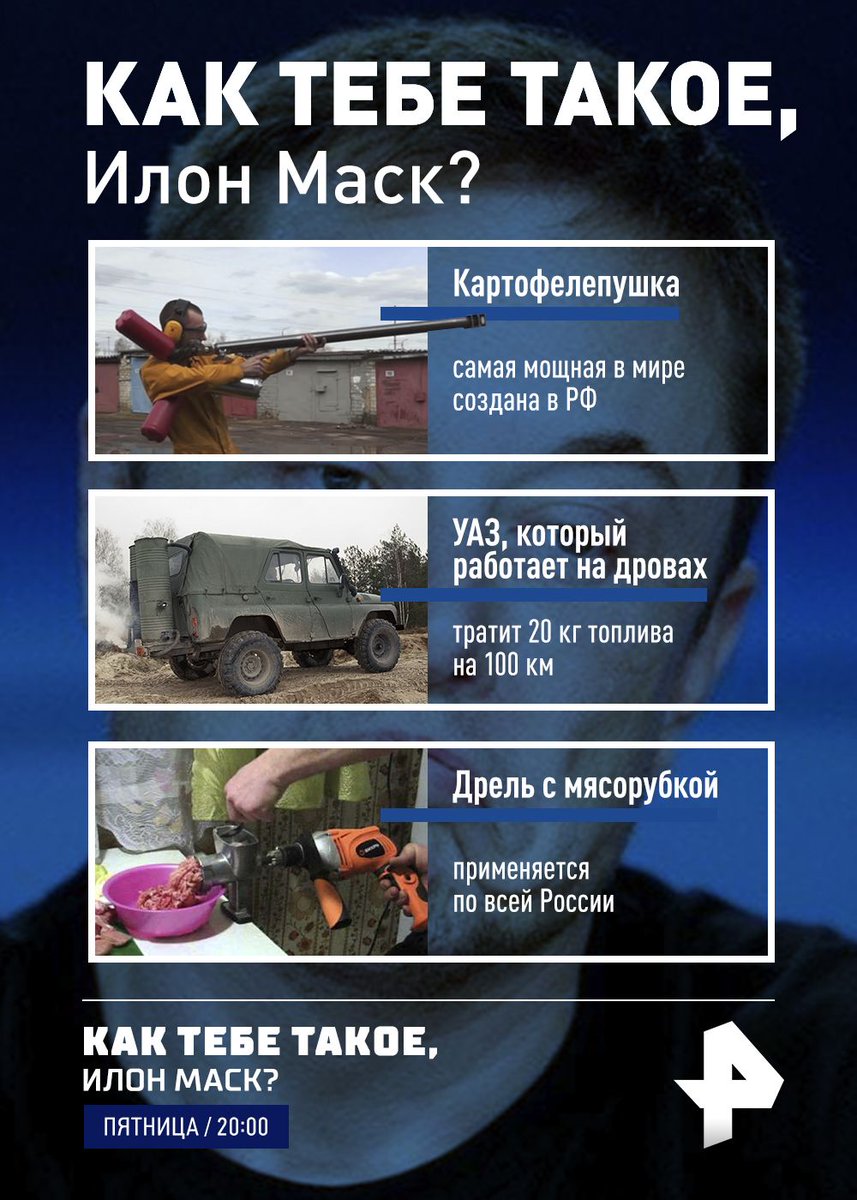 КАК ТЕБЕ ТАКОЕ,
Илон Маск?
Картофелепушка
самая мощная в мире
создана в РФ
УАЗ, который
работает на дровах
тратит 20 кг топлива
на 100 км
Дрель с мясорубкой
применяется
по всей России
КАК ТЕБЕ ТАКОЕ,
ИЛОН МАСК?
ПЯТНИЦА / 20:00